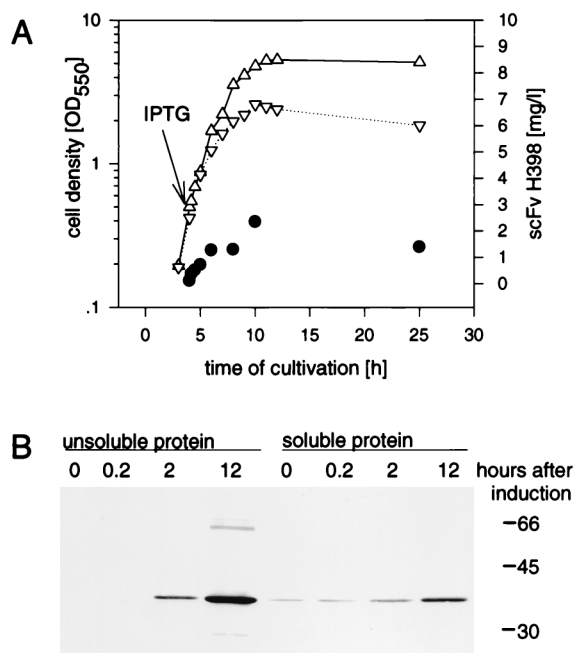 A
cell density [OD550]
10
1
.1
IPTG
scFv H398 [mg/l]
10
9
8
7
6
5
4
3
2
1
0
0 5 10 15 20 25 30
time of cultivation [h]
B
unsoluble protein soluble protein
0 0.2 2 12 0 0.2 2 12 hours after
induction
-66
-45
-30